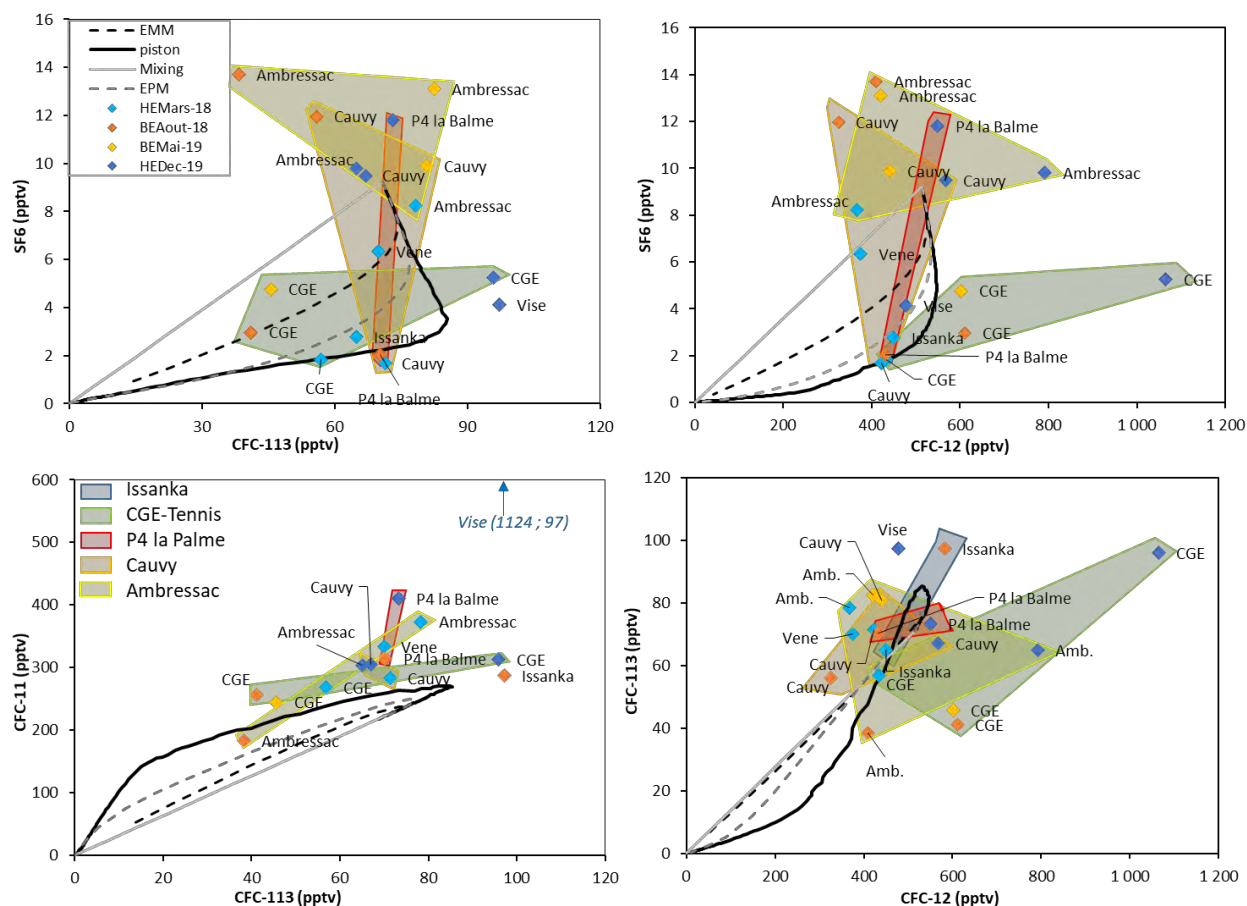 16
14
12
10
8
6
4
2
0
SF6 (pptv)
EMM
piston
Mixing
EPM
HEMars-18
BEAout-18
BEMai-19
HEDec-19
Ambressac
Ambressac
Cauvy
P4 la Balme
Ambressac
Cauvy
Cauvy
Ambressac
Vene
CGE
CGE
Vise
CGE
Issanka
Cauvy
CGE
P4 la Balme
0 30 60 90 120
CFC-113 (pptv)
16
14
12
10
8
6
4
2
0
SF6 (pptv)
Ambressac
Ambressac
Cauvy
P4 la Balme
Cauvy
Cauvy
Ambressac
Ambressac
Vene
CGE
CGE
Vise
Issanka
CGE
P4 la Balme
CGE
Cauvy
0 200 400 600 800 1 000 1 200
CFC-12 (pptv)
600
500
400
300
200
100
0
CFC-11 (pptv)
Issanka
CGE-Tennis
P4 la Palme
Cauvy
Ambressac
Vise (1124 ; 97)
Cauvy
P4 la Balme
Ambressac
Ambressac
Vene
P4 la Balme
CGE
CGE
CGE
Cauvy
Issanka
CGE
Ambressac
0 20 40 60 80 100 120
CFC-113 (pptv)
120
100
80
60
40
20
0
CFC-113 (pptv)
Vise
Issanka
Cauvy
CGE
Amb.
Amb.
P4 la Balme
Vene
P4 la Balme
Cauvy
Amb.
Cauvy
Issanka
Cauvy
CGE
CGE
CGE
Amb.
0 200 400 600 800 1 000 1 200
CFC-12 (pptv)